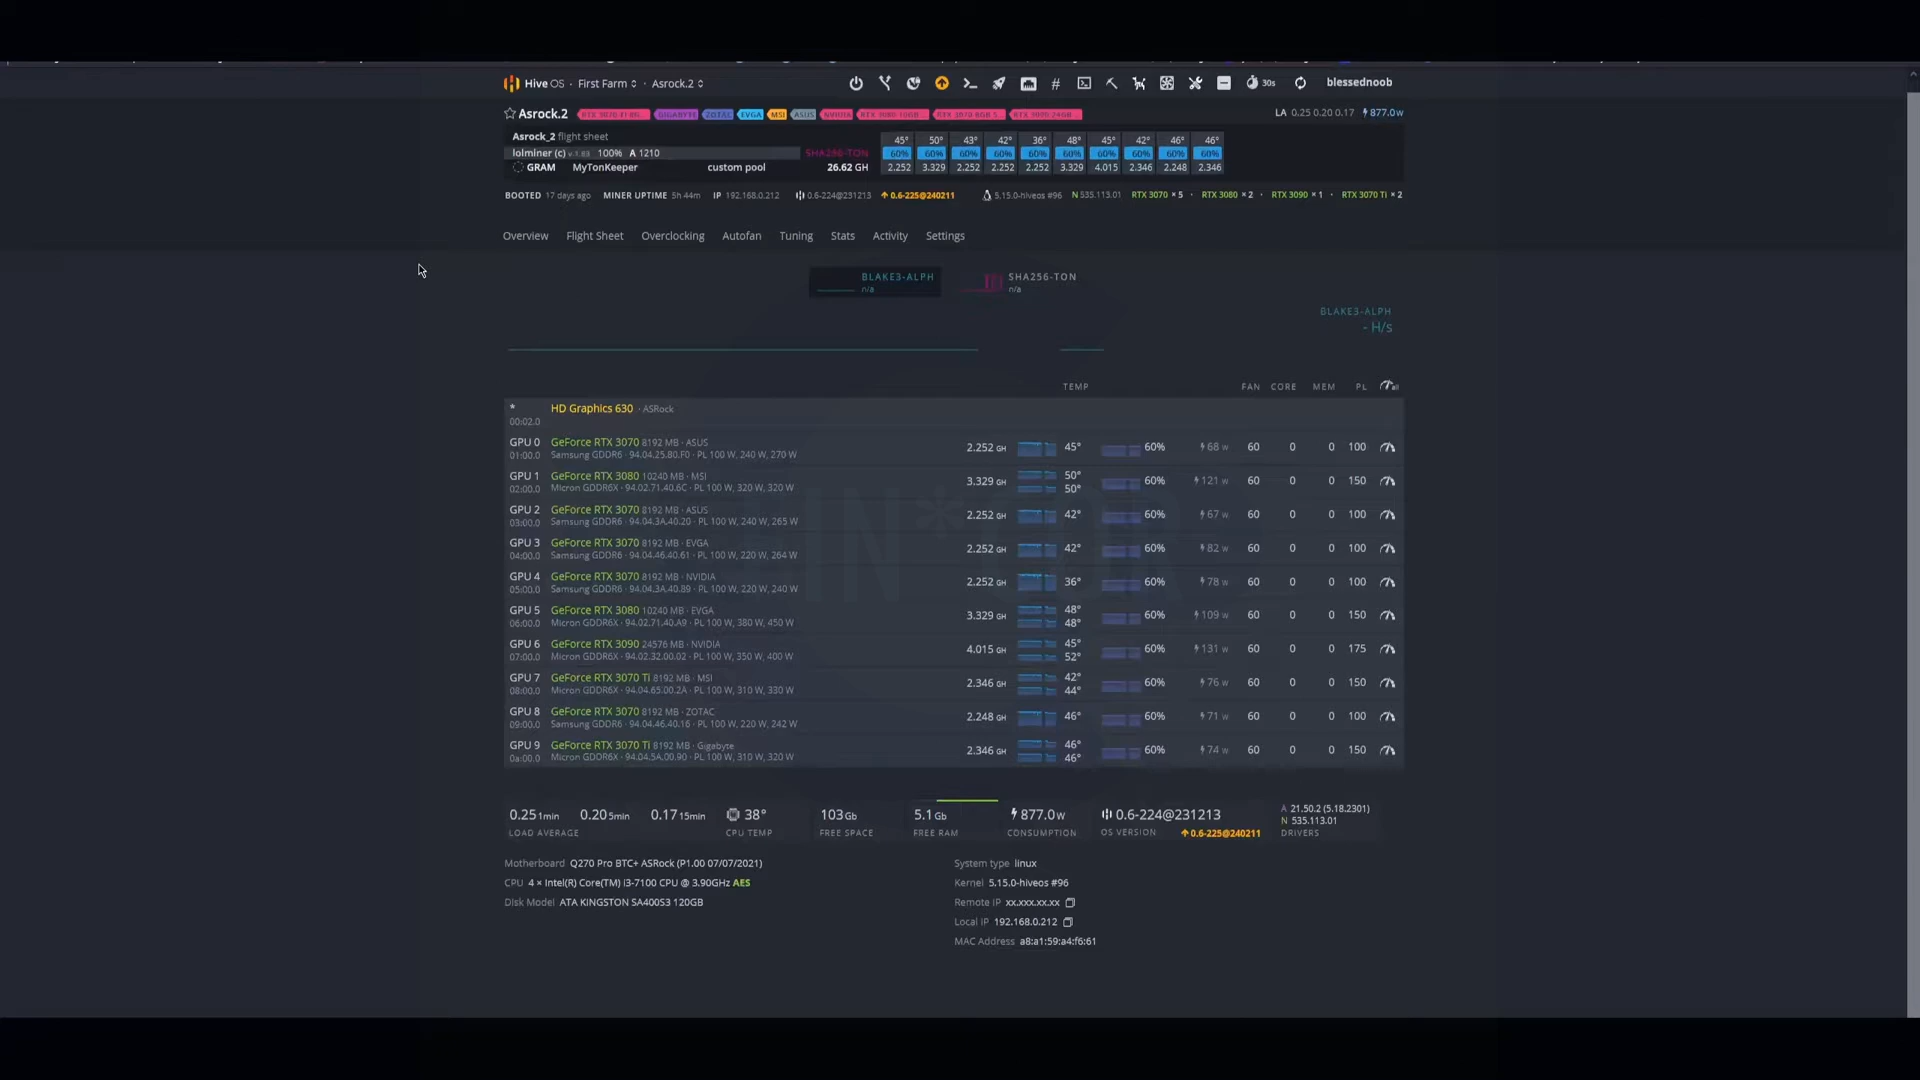 Hive OS · First Farm · Asrock.2 # 30s blessednoob
Asrock.2 GIGABYTE ZOTAC EVGA MSI ASUS NVIDIA LA 0.25 0.20 0.17 877.0w
Asrock_2 flight sheet 45° 50° 43° 42° 36° 48° 45° 42° 46° 46°
lolminer (c) v.1.83 100% A 1210 SHA256-TON 60% 60% 60% 60% 60% 60% 60% 60% 60% 60%
GRAM MyTonKeeper custom pool 26.62 GH 2.252 3.329 2.252 2.252 2.252 3.329 4.015 2.346 2.248 2.346
BOOTED 17 days ago MINER UPTIME 5h 44m IP 192.168.0.212 0.6-224@231213 0.6-225@240211 5.15.0-hiveos #96 N 535.113.01 RTX 3070 × 5 · RTX 3080 × 2 · RTX 3090 × 1 · RTX 3070 Ti × 2
Overview Flight Sheet Overclocking Autofan Tuning Stats Activity Settings
BLAKE3-ALPH SHA256-TON
n/a n/a
BLAKE3-ALPH
- H/s
TEMP FAN CORE MEM PL
* HD Graphics 630 · ASRock
00:02.0
GPU 0 GeForce RTX 3070 8192 MB · ASUS 2.252 GH 45° 60% 68 w 60 0 0 100
01:00.0 Samsung GDDR6 · 94.04.25.80.F0 · PL 100 W, 240 W, 270 W
GPU 1 GeForce RTX 3080 10240 MB · MSI 3.329 GH 50° 60% 121 w 60 0 0 150
02:00.0 Micron GDDR6X · 94.02.71.40.6C · PL 100 W, 320 W, 320 W 50°
GPU 2 GeForce RTX 3070 8192 MB · ASUS 2.252 GH 42° 60% 67 w 60 0 0 100
03:00.0 Samsung GDDR6 · 94.04.3A.40.20 · PL 100 W, 240 W, 265 W
GPU 3 GeForce RTX 3070 8192 MB · EVGA 2.252 GH 42° 60% 82 w 60 0 0 100
04:00.0 Samsung GDDR6 · 94.04.46.40.61 · PL 100 W, 220 W, 264 W
GPU 4 GeForce RTX 3070 8192 MB · NVIDIA 2.252 GH 36° 60% 78 w 60 0 0 100
05:00.0 Samsung GDDR6 · 94.04.3A.40.89 · PL 100 W, 220 W, 240 W
GPU 5 GeForce RTX 3080 10240 MB · EVGA 3.329 GH 48° 60% 109 w 60 0 0 150
06:00.0 Micron GDDR6X · 94.02.71.40.A9 · PL 100 W, 380 W, 450 W 48°
GPU 6 GeForce RTX 3090 24576 MB · NVIDIA 4.015 GH 45° 60% 131 w 60 0 0 175
07:00.0 Micron GDDR6X · 94.02.32.00.02 · PL 100 W, 350 W, 400 W 52°
GPU 7 GeForce RTX 3070 Ti 8192 MB · MSI 2.346 GH 42° 60% 76 w 60 0 0 150
08:00.0 Micron GDDR6X · 94.04.65.00.2A · PL 100 W, 310 W, 330 W 44°
GPU 8 GeForce RTX 3070 8192 MB · ZOTAC 2.248 GH 46° 60% 71 w 60 0 0 100
09:00.0 Samsung GDDR6 · 94.04.46.40.16 · PL 100 W, 220 W, 242 W
GPU 9 GeForce RTX 3070 Ti 8192 MB · Gigabyte 2.346 GH 46° 60% 74 w 60 0 0 150
0a:00.0 Micron GDDR6X · 94.04.5A.00.90 · PL 100 W, 310 W, 320 W 46°
0.25 1min 0.20 5min 0.17 15min 38° 103 Gb 5.1 Gb 877.0 W 0.6-224@231213 A 21.50.2 (5.18.2301)
N 535.113.01
LOAD AVERAGE CPU TEMP FREE SPACE FREE RAM CONSUMPTION OS VERSION 0.6-225@240211 DRIVERS
Motherboard Q270 Pro BTC+ ASRock (P1.00 07/07/2021) System type linux
CPU 4 × Intel(R) Core(TM) i3-7100 CPU @ 3.90GHz AES Kernel 5.15.0-hiveos #96
Disk Model ATA KINGSTON SA400S3 120GB Remote IP xx.xxx.xx.xx
Local IP 192.168.0.212
MAC Address a8:a1:59:a4:f6:61